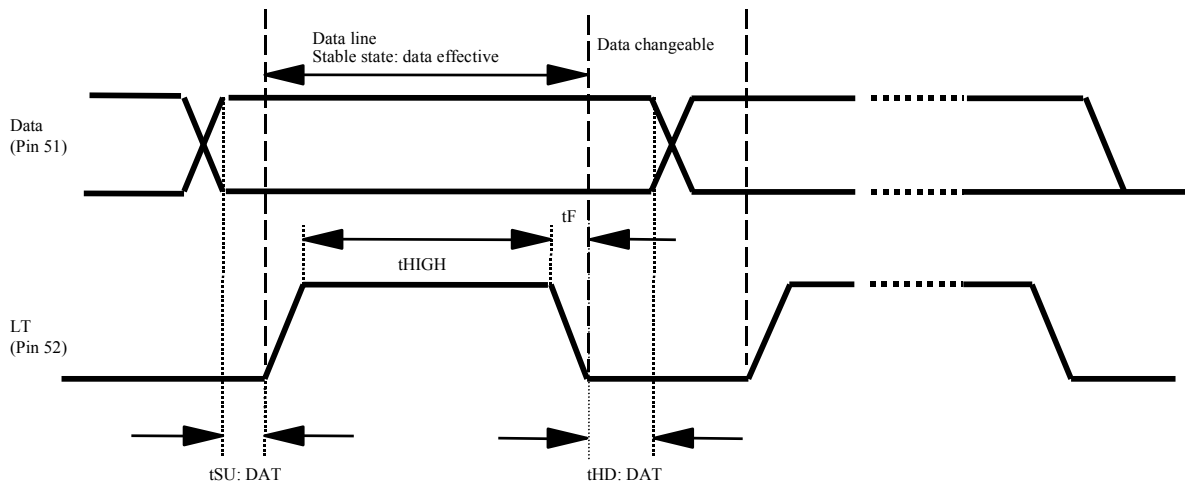 Data line
Stable state: data effective
Data changeable
Data
(Pin 51)
tF
tHIGH
LT
(Pin 52)
tSU: DAT
tHD: DAT